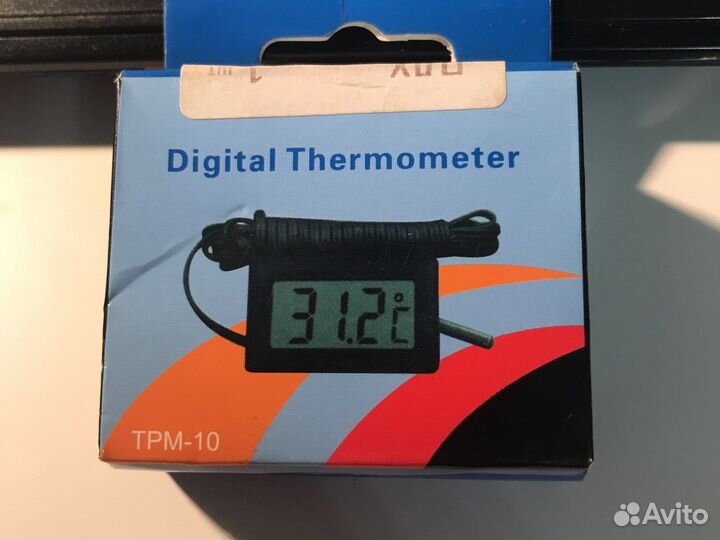 Digital Thermometer
31.2°C
TPM-10
Avito